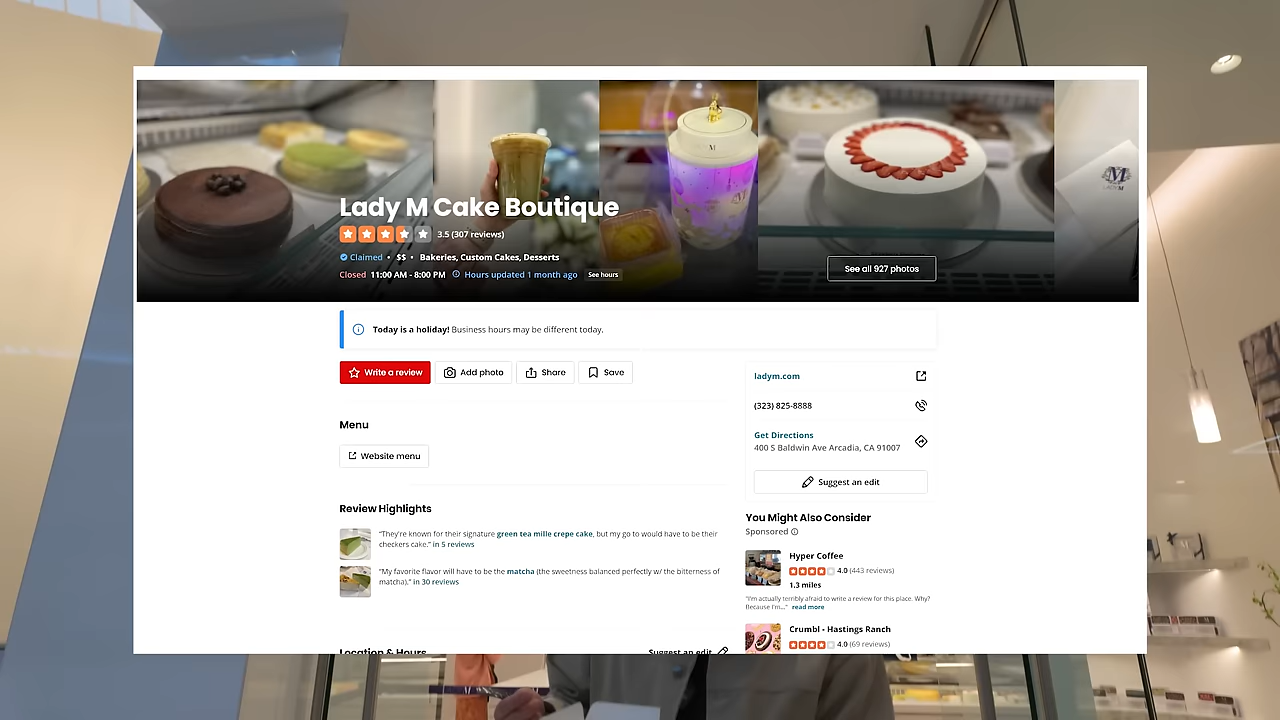 Lady M Cake Boutique
3.5 (307 reviews)
Claimed • $$ • Bakeries, Custom Cakes, Desserts
Closed 11:00 AM - 8:00 PM Hours updated 1 month ago See hours
See all 927 photos
M
LADY M
Today is a holiday! Business hours may be different today.
Write a review
Add photo
Share
Save
Menu
Website menu
Review Highlights
"They're known for their signature green tea mille crepe cake, but my go to would have to be their
checkers cake." in 5 reviews
"My favorite flavor will have to be the matcha (the sweetness balanced perfectly w/ the bitterness of
matcha)," in 30 reviews
Location & Hours
Suggest an edit
ladym.com
(323) 825-8888
Get Directions
400 S Baldwin Ave Arcadia, CA 91007
Suggest an edit
You Might Also Consider
Sponsored
Hyper Coffee
4.0 (443 reviews)
1.3 miles
"I'm actually terribly afraid to write a review for this place. Why?
Because I'm..." read more
Crumbl - Hastings Ranch
4.0 (69 reviews)